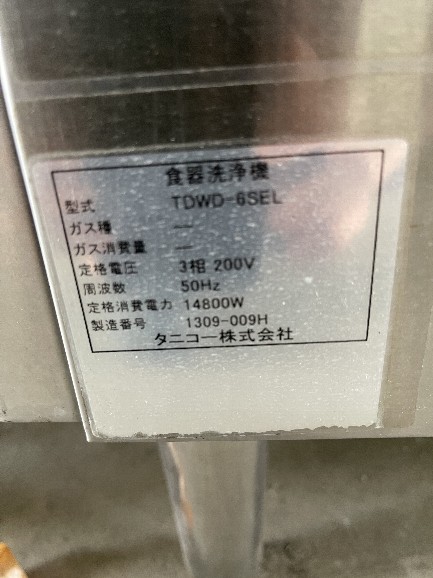 食器洗浄機
型式 TDWD-6SEL
ガス種 —
ガス消費量 —
定格電圧 3相 200V
周波数 50Hz
定格消費電力 14800W
製造番号 1309-009H
タニコー株式会社